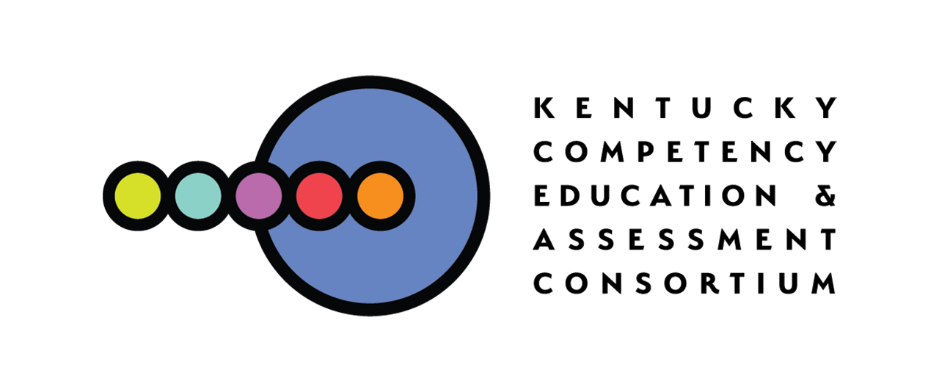 KENTUCKY
COMPETENCY
EDUCATION &
ASSESSMENT
CONSORTIUM